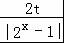 2t
|2^x - 1|